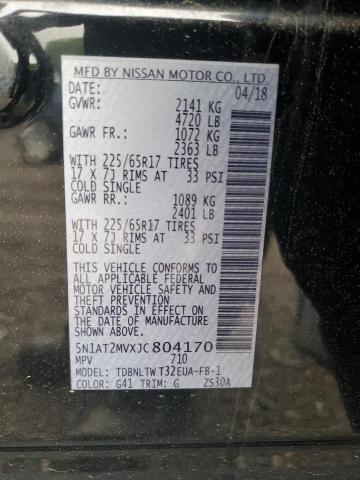 MFD BY NISSAN MOTOR CO., LTD.
DATE: 04/18
GVWR: 2141 KG
4720 LB
GAWR FR.: 1072 KG
2363 LB
WITH 225/65R17 TIRES
17 X 7J RIMS AT 33 PSI
COLD SINGLE
GAWR RR.: 1089 KG
2401 LB
WITH 225/65R17 TIRES
17 X 7J RIMS AT 33 PSI
COLD SINGLE
THIS VEHICLE CONFORMS TO
ALL APPLICABLE FEDERAL
MOTOR VEHICLE SAFETY
STANDARDS IN EFFECT ON
THE DATE OF MANUFACTURE
SHOWN ABOVE.
5N1AT2MVXJC804170
MPV 710
MODEL: TDBNLTW T32EUA-FB-1
COLOR: G41 TRIM: G ZS30A